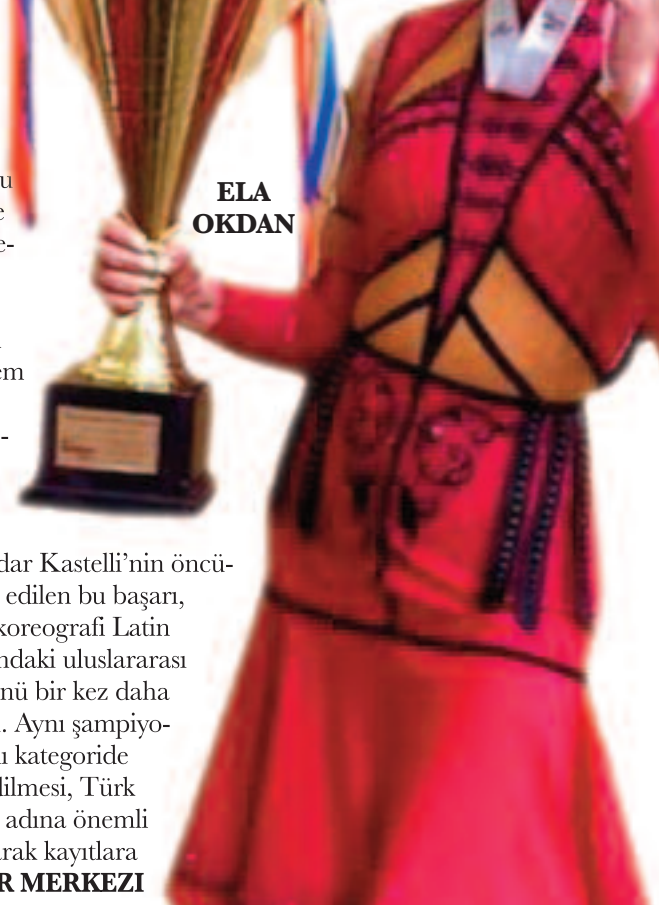 u
e
e-
em
-
ELA
OKDAN
dar Kastelli’nin öncü-
edilen bu başarı,
koreografi Latin
ndaki uluslararası
nü bir kez daha
. Aynı şampiyo-
ı kategoride
dilmesi, Türk
adına önemli
arak kayıtlara
R MERKEZI